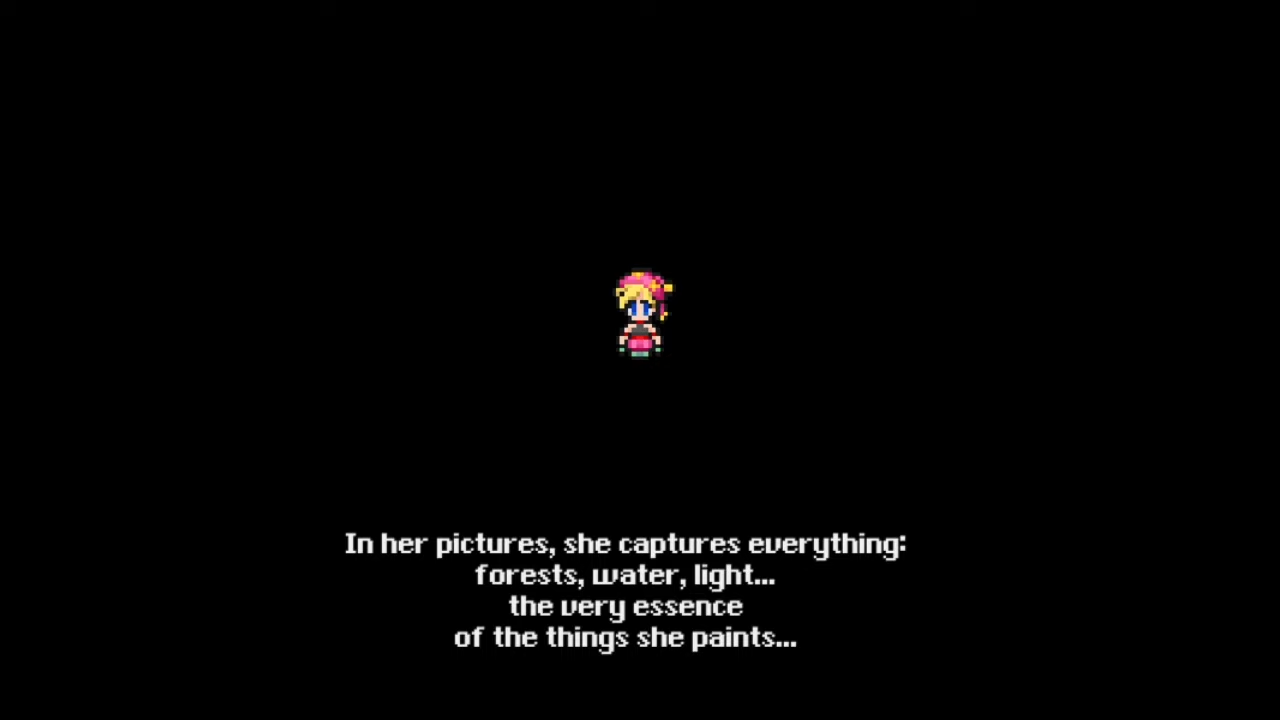 In her pictures, she captures everything:
forests, water, light...
the very essence
of the things she paints...